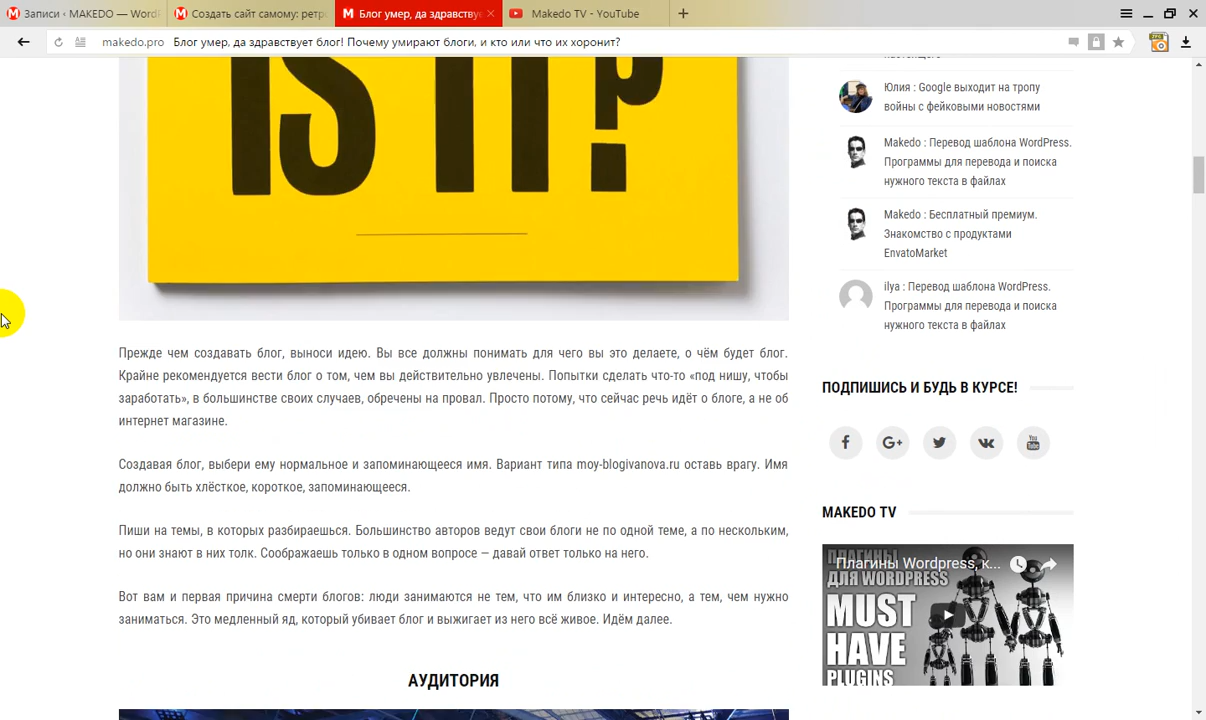 Записи ‹ MAKEDO — WordP
Создать сайт самому: ретро
Блог умер, да здравствуе
Makedo TV - YouTube
makedo.pro Блог умер, да здравствует блог! Почему умирают блоги, и кто или что их хоронит?
IS IT?
Прежде чем создавать блог, выноси идею. Вы все должны понимать для чего вы это делаете, о чём будет блог.
Крайне рекомендуется вести блог о том, чем вы действительно увлечены. Попытки сделать что-то «под нишу, чтобы
заработать», в большинстве своих случаев, обречены на провал. Просто потому, что сейчас речь идёт о блоге, а не об
интернет магазине.
Создавая блог, выбери ему нормальное и запоминающееся имя. Вариант типа moy-blogivanova.ru оставь врагу. Имя
должно быть хлёсткое, короткое, запоминающееся.
Пиши на темы, в которых разбираешься. Большинство авторов ведут свои блоги не по одной теме, а по нескольким,
но они знают в них толк. Соображаешь только в одном вопросе — давай ответ только на него.
Вот вам и первая причина смерти блогов: люди занимаются не тем, что им близко и интересно, а тем, чем нужно
заниматься. Это медленный яд, который убивает блог и выжигает из него всё живое. Идём далее.
АУДИТОРИЯ
Юлия : Google выходит на тропу
войны с фейковыми новостями
Makedo : Перевод шаблона WordPress.
Программы для перевода и поиска
нужного текста в файлах
Makedo : Бесплатный премиум.
Знакомство с продуктами
EnvatoMarket
ilya : Перевод шаблона WordPress.
Программы для перевода и поиска
нужного текста в файлах
ПОДПИШИСЬ И БУДЬ В КУРСЕ!
You
Tube
MAKEDO TV
Плагины Wordpress, к...
ПЛАГИНЫ
ДЛЯ WORDPRESS
MUST
HAVE
PLUGINS